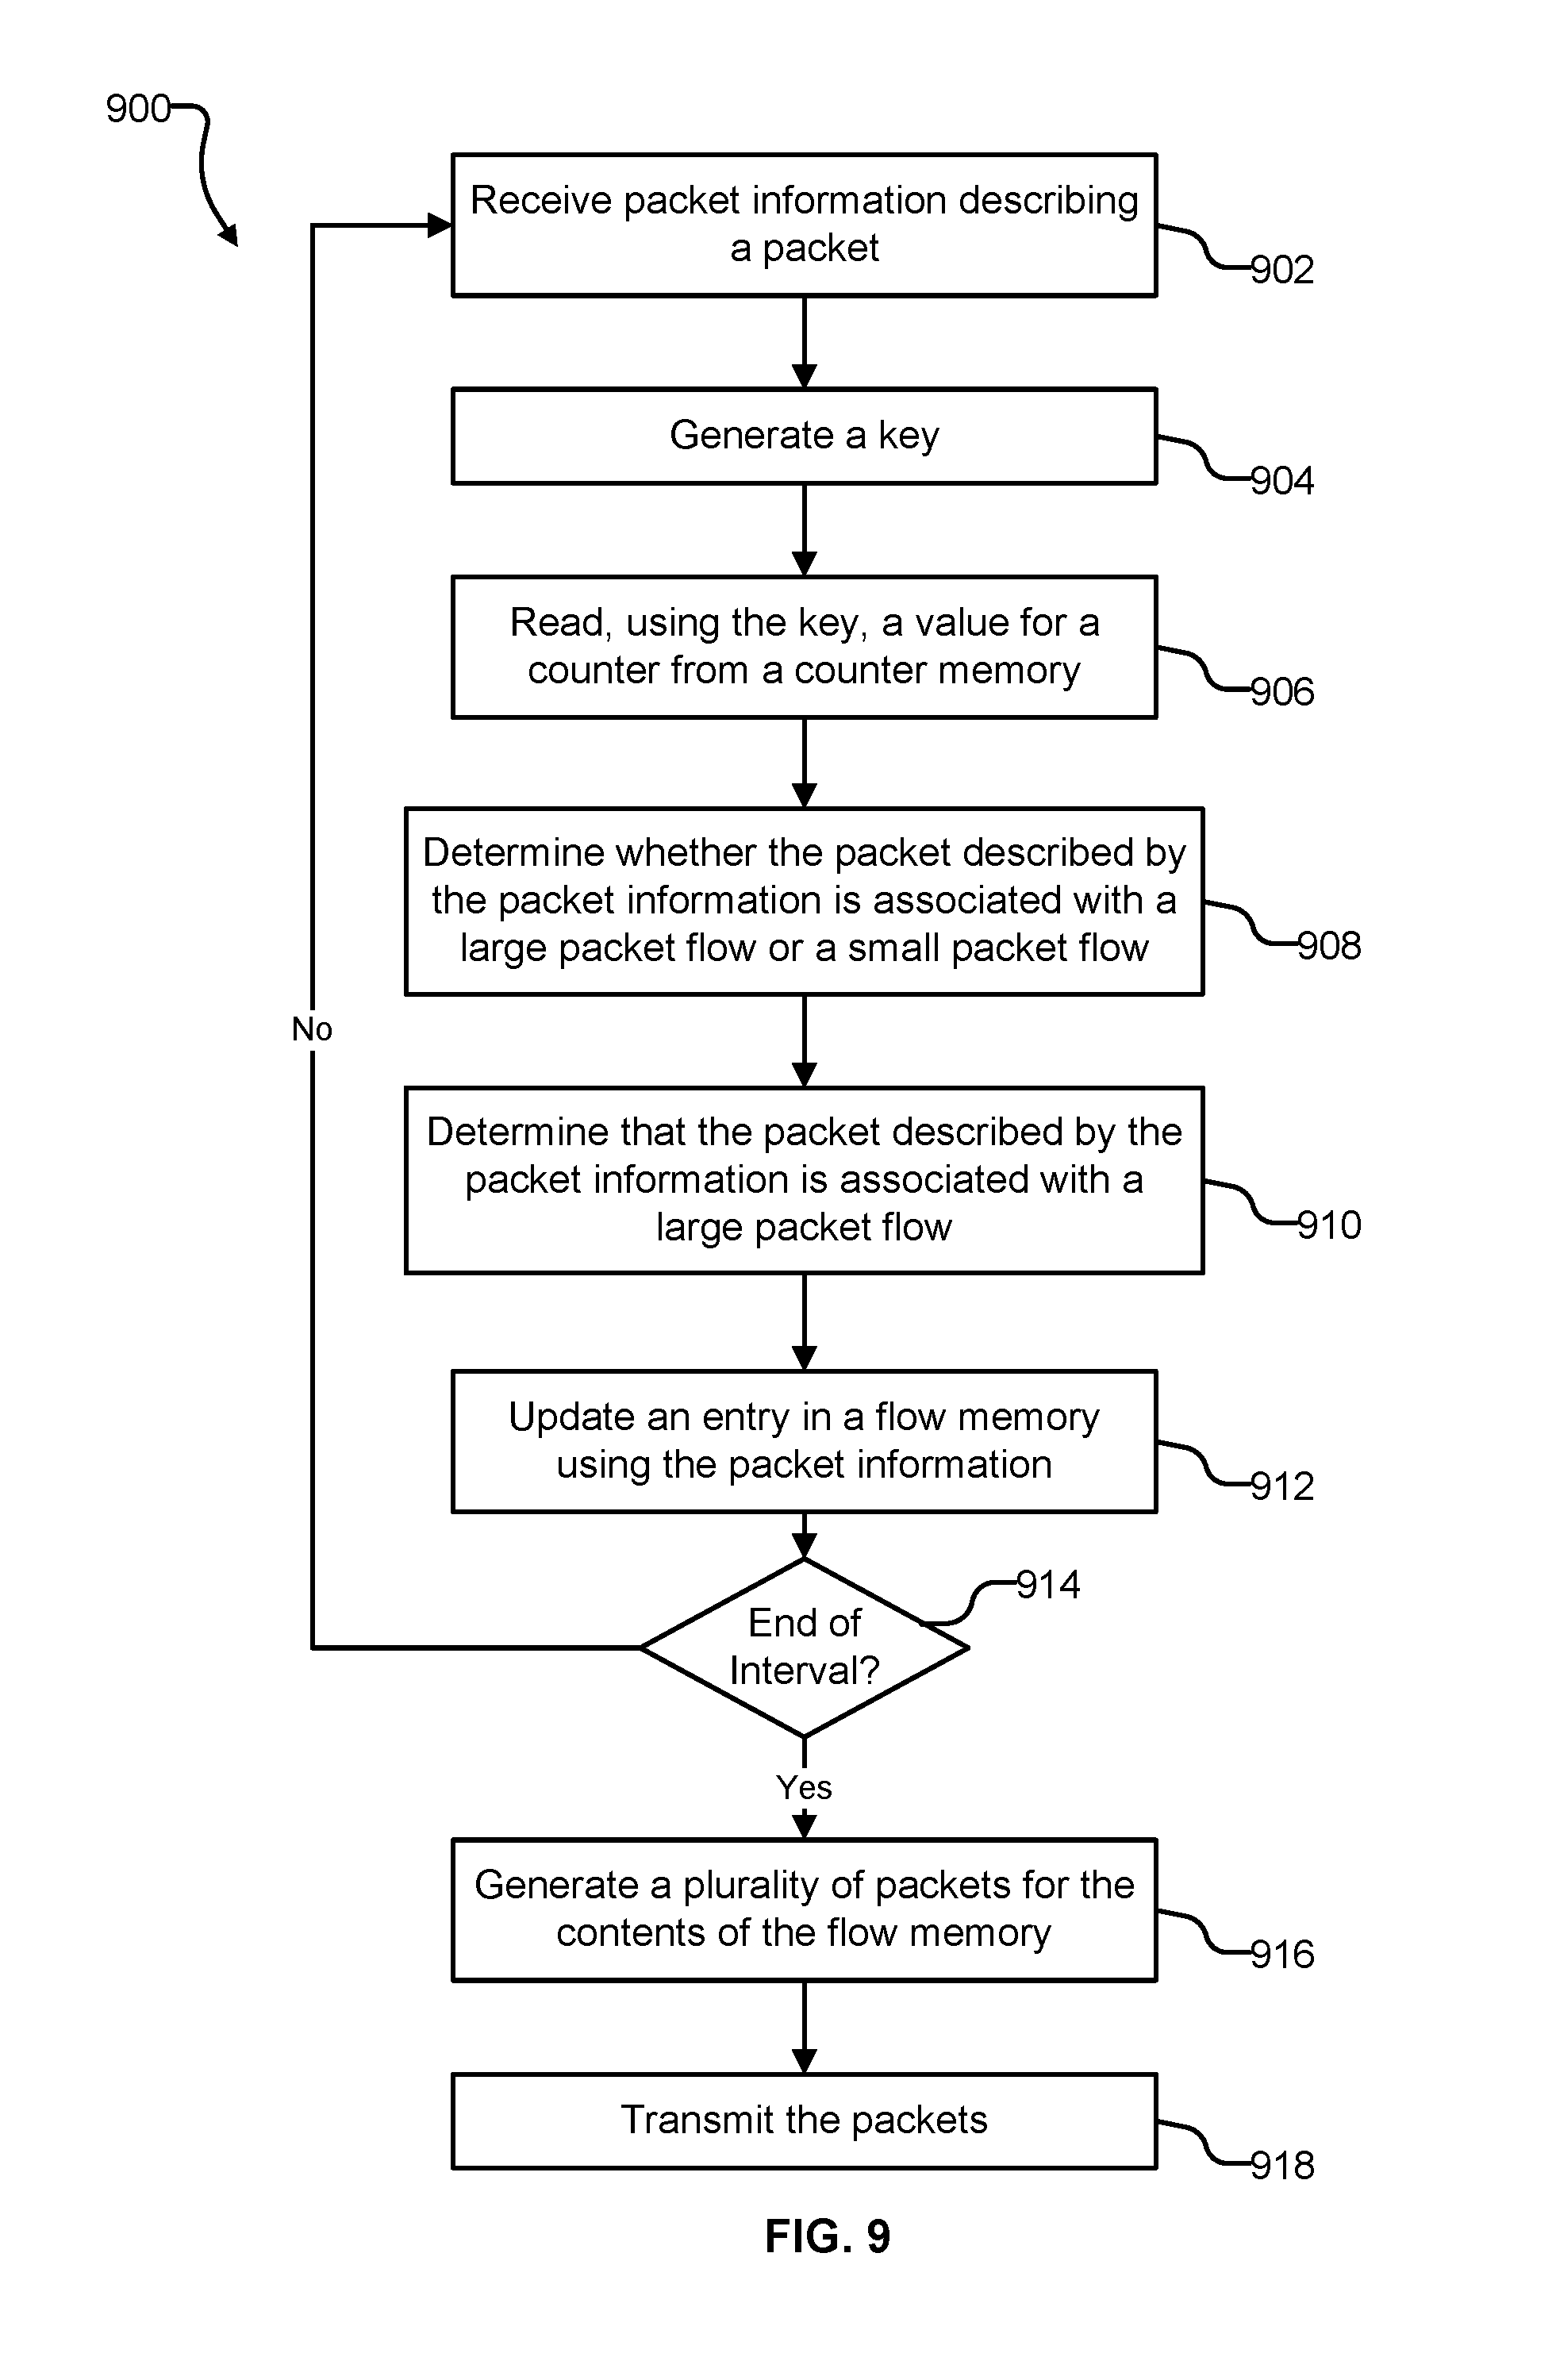 900
Receive packet information describing
a packet
902
Generate a key
904
Read, using the key, a value for a
counter from a counter memory
906
Determine whether the packet described by
the packet information is associated with a
large packet flow or a small packet flow
908
No
Determine that the packet described by the
packet information is associated with a
large packet flow
910
Update an entry in a flow memory
using the packet information
912
914
End of
Interval?
Yes
Generate a plurality of packets for the
contents of the flow memory
916
Transmit the packets
918
FIG. 9